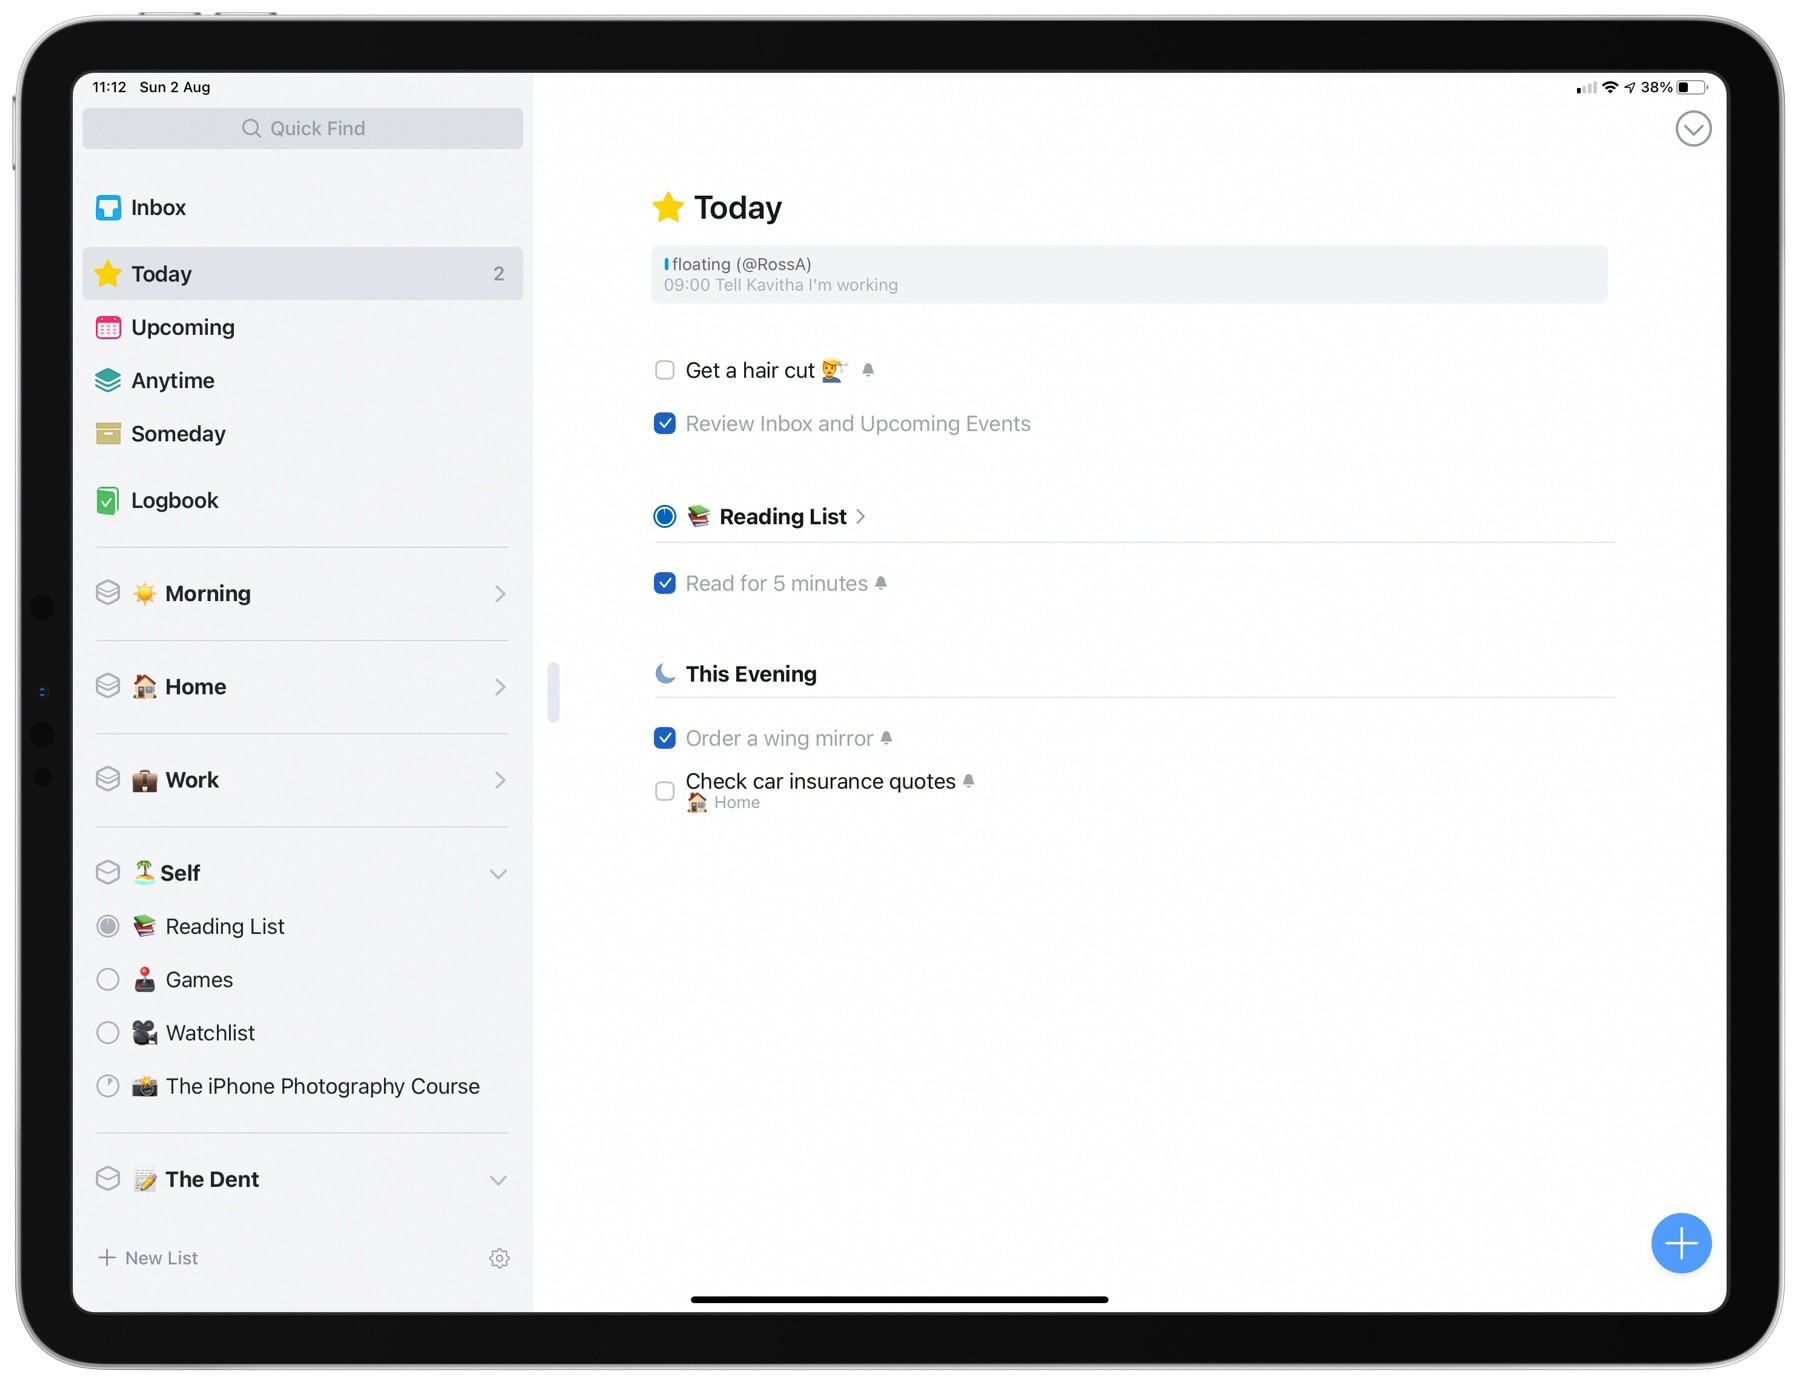 11:12 Sun 2 Aug
38%
Quick Find
Inbox
Today 2
Upcoming
Anytime
Someday
Logbook
Morning
Home
Work
Self
Reading List
Games
Watchlist
The iPhone Photography Course
The Dent
New List
Today
floating (@RossA)
09:00 Tell Kavitha I'm working
Get a hair cut
Review Inbox and Upcoming Events
Reading List
Read for 5 minutes
This Evening
Order a wing mirror
Check car insurance quotes
Home